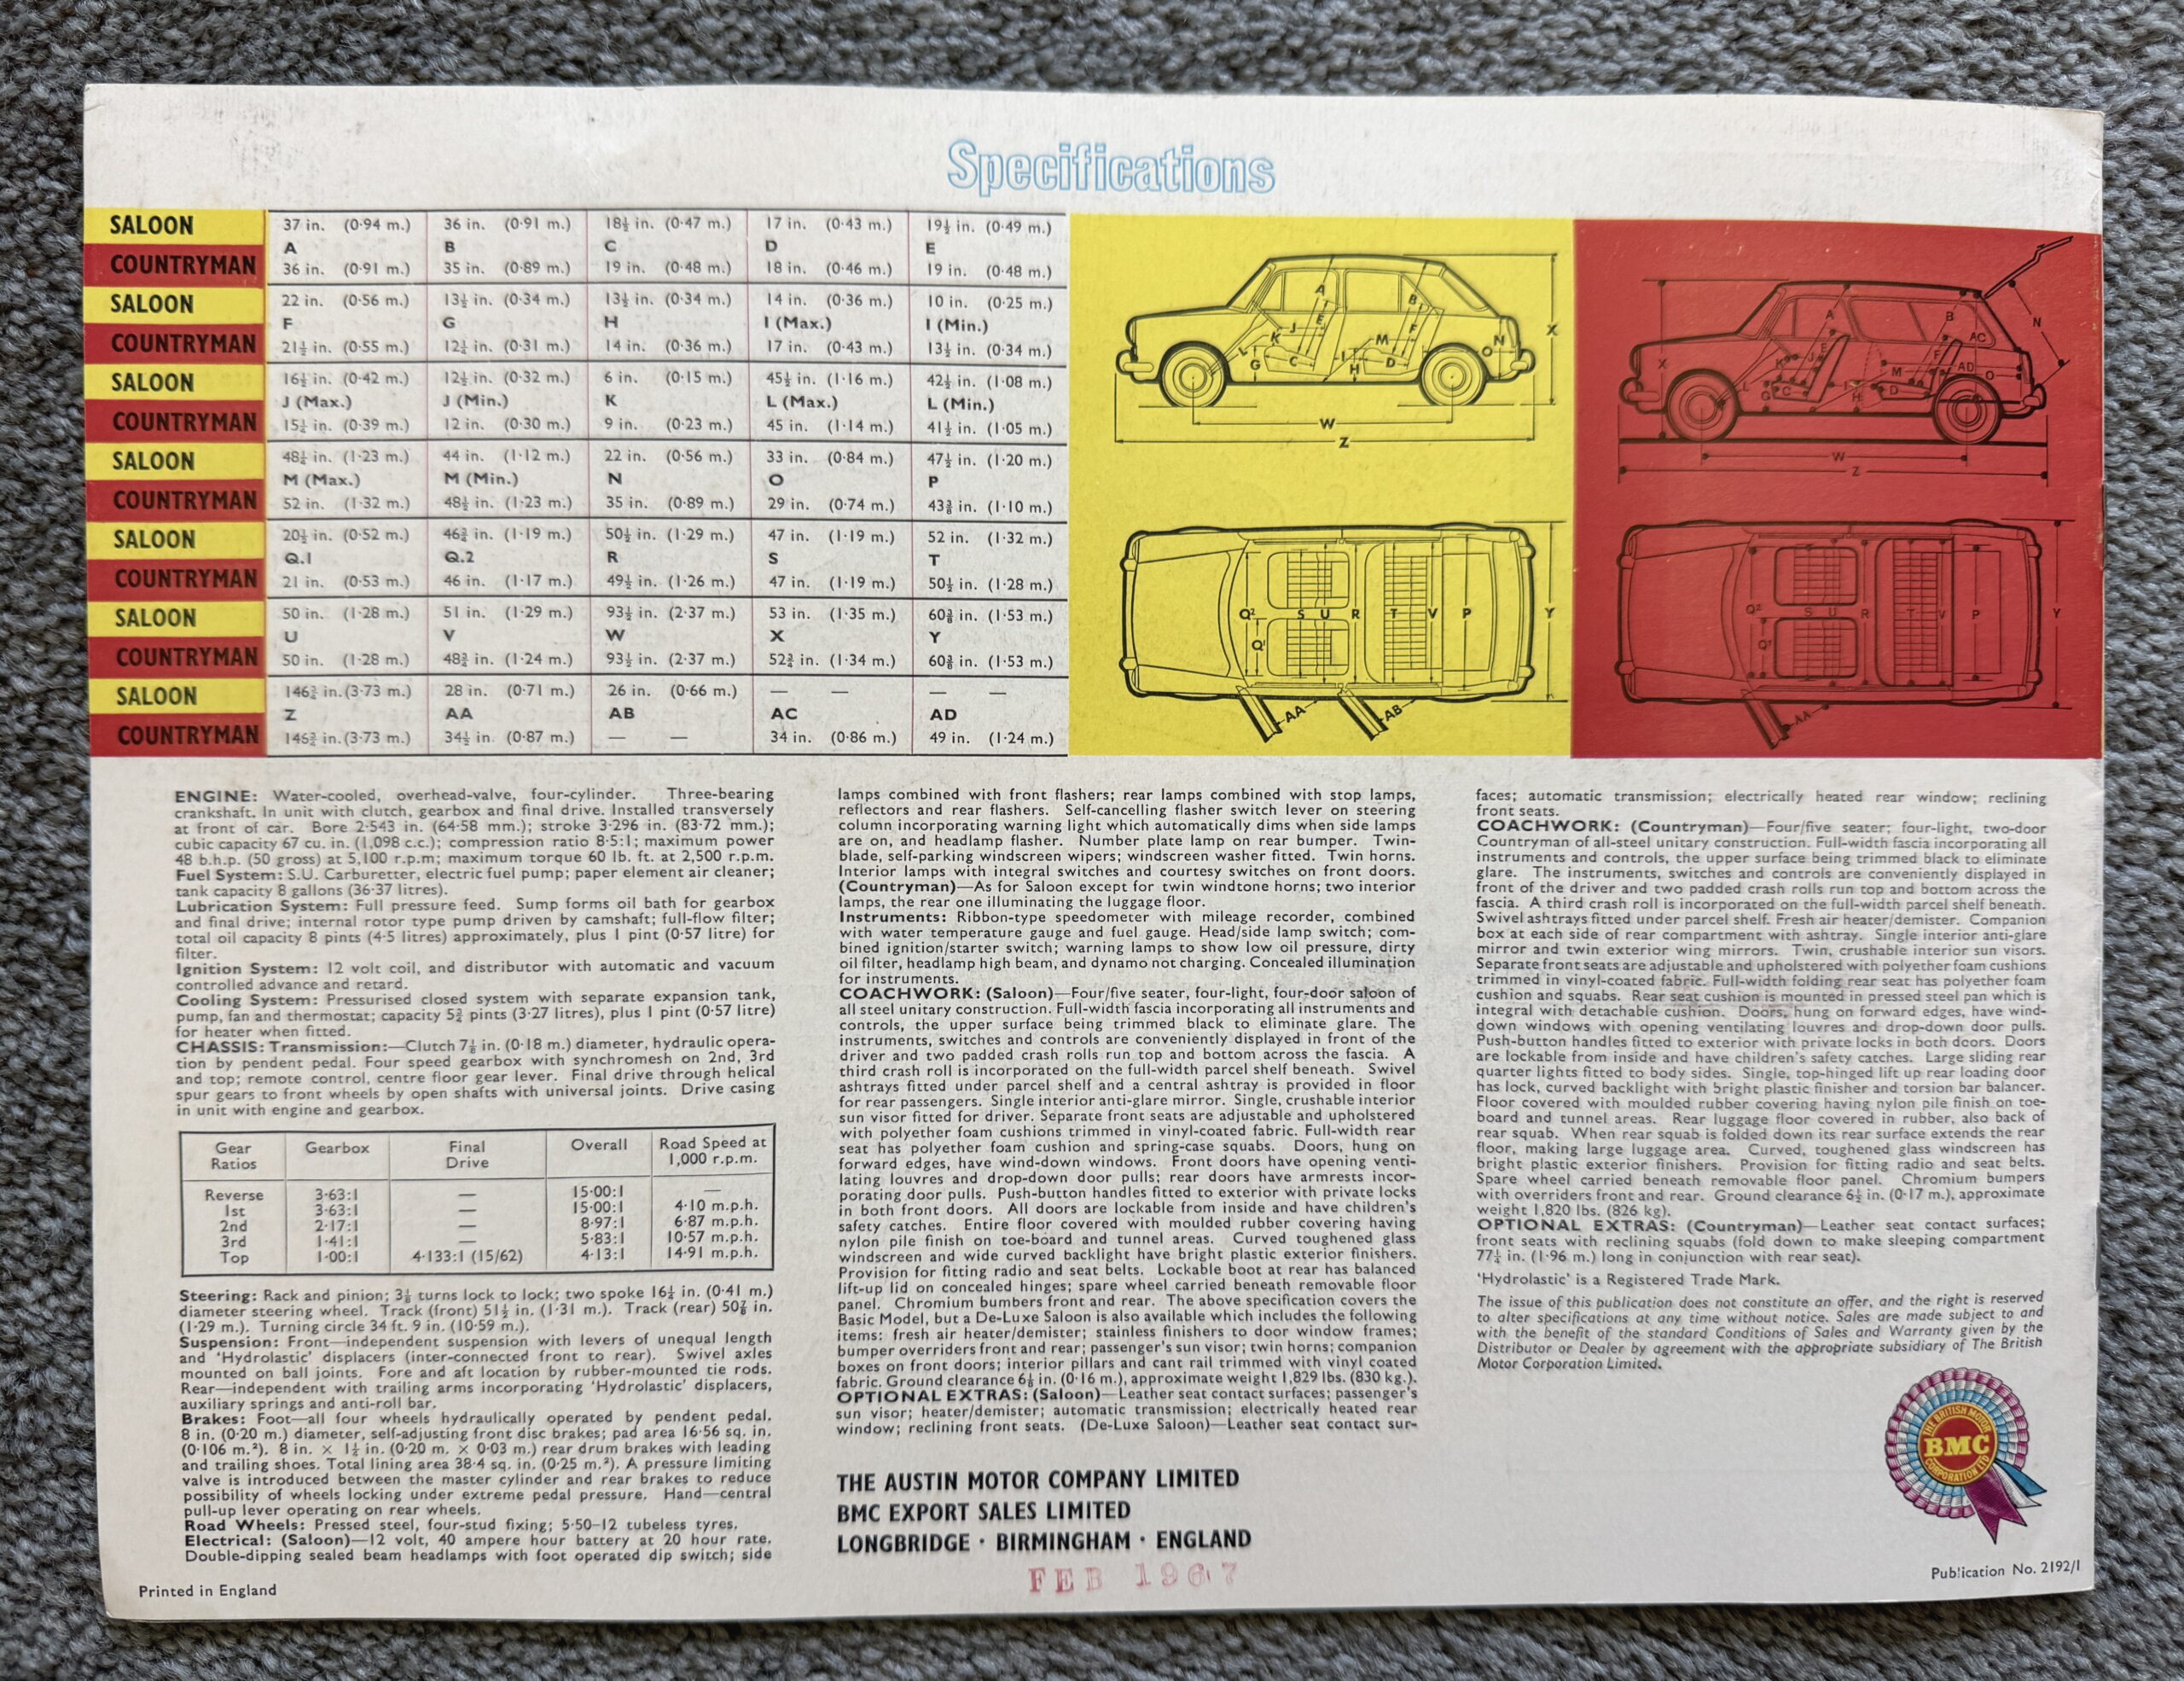 Specifications
SALOON 37 in. (0·94 m.) 36 in. (0·91 m.) 18½ in. (0·47 m.) 17 in. (0·43 m.) 19½ in. (0·49 m.)
A B C D E
COUNTRYMAN 36 in. (0·91 m.) 35 in. (0·89 m.) 19 in. (0·48 m.) 18 in. (0·46 m.) 19 in. (0·48 m.)
SALOON 22 in. (0·56 m.) 13½ in. (0·34 m.) 13½ in. (0·34 m.) 14 in. (0·36 m.) 10 in. (0·25 m.)
F G H I (Max.) I (Min.)
COUNTRYMAN 21½ in. (0·55 m.) 12¼ in. (0·31 m.) 14 in. (0·36 m.) 17 in. (0·43 m.) 13½ in. (0·34 m.)
SALOON 16½ in. (0·42 m.) 12½ in. (0·32 m.) 6 in. (0·15 m.) 45½ in. (1·16 m.) 42½ in. (1·08 m.)
J (Max.) J (Min.) K L (Max.) L (Min.)
COUNTRYMAN 15½ in. (0·39 m.) 12 in. (0·30 m.) 9 in. (0·23 m.) 45 in. (1·14 m.) 41½ in. (1·05 m.)
SALOON 48½ in. (1·23 m.) 44 in. (1·12 m.) 22 in. (0·56 m.) 33 in. (0·84 m.) 47½ in. (1·20 m.)
M (Max.) M (Min.) N O P
COUNTRYMAN 52 in. (1·32 m.) 48½ in. (1·23 m.) 35 in. (0·89 m.) 29 in. (0·74 m.) 43⅜ in. (1·10 m.)
SALOON 20½ in. (0·52 m.) 46¾ in. (1·19 m.) 50½ in. (1·29 m.) 47 in. (1·19 m.) 52 in. (1·32 m.)
Q.1 Q.2 R S T
COUNTRYMAN 21 in. (0·53 m.) 46 in. (1·17 m.) 49½ in. (1·26 m.) 47 in. (1·19 m.) 50½ in. (1·28 m.)
SALOON 50 in. (1·28 m.) 51 in. (1·29 m.) 93½ in. (2·37 m.) 53 in. (1·35 m.) 60⅜ in. (1·53 m.)
U V W X Y
COUNTRYMAN 50 in. (1·28 m.) 48¾ in. (1·24 m.) 93½ in. (2·37 m.) 52¾ in. (1·34 m.) 60⅜ in. (1·53 m.)
SALOON 146¾ in. (3·73 m.) 28 in. (0·71 m.) 26 in. (0·66 m.) — — — —
Z AA AB AC AD
COUNTRYMAN 146¾ in. (3·73 m.) 34½ in. (0·87 m.) — — 34 in. (0·86 m.) 49 in. (1·24 m.)
A B E F J K L M I G C H D N O X
W
Z
Q² S U R T V P Y
Q¹
AA AB
A B N AC E F J K L M I G C H D AD O X
W
Z
Q² S U R T V P Y
Q¹
AA
ENGINE: Water-cooled, overhead-valve, four-cylinder. Three-bearing
crankshaft. In unit with clutch, gearbox and final drive. Installed transversely
at front of car. Bore 2·543 in. (64·58 mm.); stroke 3·296 in. (83·72 mm.);
cubic capacity 67 cu. in. (1,098 c.c.); compression ratio 8·5:1; maximum power
48 b.h.p. (50 gross) at 5,100 r.p.m; maximum torque 60 lb. ft. at 2,500 r.p.m.
Fuel System: S.U. Carburetter, electric fuel pump; paper element air cleaner;
tank capacity 8 gallons (36·37 litres).
Lubrication System: Full pressure feed. Sump forms oil bath for gearbox
and final drive; internal rotor type pump driven by camshaft; full-flow filter;
total oil capacity 8 pints (4·5 litres) approximately, plus 1 pint (0·57 litre) for
filter.
Ignition System: 12 volt coil, and distributor with automatic and vacuum
controlled advance and retard.
Cooling System: Pressurised closed system with separate expansion tank,
pump, fan and thermostat; capacity 5¾ pints (3·27 litres), plus 1 pint (0·57 litre)
for heater when fitted.
CHASSIS: Transmission:—Clutch 7⅛ in. (0·18 m.) diameter, hydraulic opera-
tion by pendent pedal. Four speed gearbox with synchromesh on 2nd, 3rd
and top; remote control, centre floor gear lever. Final drive through helical
spur gears to front wheels by open shafts with universal joints. Drive casing
in unit with engine and gearbox.
Gear Ratios Gearbox Final Drive Overall Road Speed at 1,000 r.p.m.
Reverse 3·63:1 — 15·00:1 —
1st 3·63:1 — 15·00:1 4·10 m.p.h.
2nd 2·17:1 — 8·97:1 6·87 m.p.h.
3rd 1·41:1 — 5·83:1 10·57 m.p.h.
Top 1·00:1 4·133:1 (15/62) 4·13:1 14·91 m.p.h.
Steering: Rack and pinion; 3⅛ turns lock to lock; two spoke 16¼ in. (0·41 m.)
diameter steering wheel. Track (front) 51½ in. (1·31 m.). Track (rear) 50⅞ in.
(1·29 m.). Turning circle 34 ft. 9 in. (10·59 m.).
Suspension: Front—independent suspension with levers of unequal length
and ‘Hydrolastic’ displacers (inter-connected front to rear). Swivel axles
mounted on ball joints. Fore and aft location by rubber-mounted tie rods.
Rear—independent with trailing arms incorporating ‘Hydrolastic’ displacers,
auxiliary springs and anti-roll bar.
Brakes: Foot—all four wheels hydraulically operated by pendent pedal.
8 in. (0·20 m.) diameter, self-adjusting front disc brakes; pad area 16·56 sq. in.
(0·106 m.²). 8 in. × 1¼ in. (0·20 m. × 0·03 m.) rear drum brakes with leading
and trailing shoes. Total lining area 38·4 sq. in. (0·25 m.²). A pressure limiting
valve is introduced between the master cylinder and rear brakes to reduce
possibility of wheels locking under extreme pedal pressure. Hand—central
pull-up lever operating on rear wheels.
Road Wheels: Pressed steel, four-stud fixing; 5·50–12 tubeless tyres.
Electrical: (Saloon)—12 volt, 40 ampere hour battery at 20 hour rate.
Double-dipping sealed beam headlamps with foot operated dip switch; side
Printed in England
lamps combined with front flashers; rear lamps combined with stop lamps,
reflectors and rear flashers. Self-cancelling flasher switch lever on steering
column incorporating warning light which automatically dims when side lamps
are on, and headlamp flasher. Number plate lamp on rear bumper. Twin-
blade, self-parking windscreen wipers; windscreen washer fitted. Twin horns.
Interior lamps with integral switches and courtesy switches on front doors.
(Countryman)—As for Saloon except for twin windtone horns; two interior
lamps, the rear one illuminating the luggage floor.
Instruments: Ribbon-type speedometer with mileage recorder, combined
with water temperature gauge and fuel gauge. Head/side lamp switch; com-
bined ignition/starter switch; warning lamps to show low oil pressure, dirty
oil filter, headlamp high beam, and dynamo not charging. Concealed illumination
for instruments.
COACHWORK: (Saloon)—Four/five seater, four-light, four-door saloon of
all steel unitary construction. Full-width fascia incorporating all instruments and
controls, the upper surface being trimmed black to eliminate glare. The
instruments, switches and controls are conveniently displayed in front of the
driver and two padded crash rolls run top and bottom across the fascia. A
third crash roll is incorporated on the full-width parcel shelf beneath. Swivel
ashtrays fitted under parcel shelf and a central ashtray is provided in floor
for rear passengers. Single interior anti-glare mirror. Single, crushable interior
sun visor fitted for driver. Separate front seats are adjustable and upholstered
with polyether foam cushions trimmed in vinyl-coated fabric. Full-width rear
seat has polyether foam cushion and spring-case squabs. Doors, hung on
forward edges, have wind-down windows. Front doors have opening venti-
lating louvres and drop-down door pulls; rear doors have armrests incor-
porating door pulls. Push-button handles fitted to exterior with private locks
in both front doors. All doors are lockable from inside and have children's
safety catches. Entire floor covered with moulded rubber covering having
nylon pile finish on toe-board and tunnel areas. Curved toughened glass
windscreen and wide curved backlight have bright plastic exterior finishers.
Provision for fitting radio and seat belts. Lockable boot at rear has balanced
lift-up lid on concealed hinges; spare wheel carried beneath removable floor
panel. Chromium bumbers front and rear. The above specification covers the
Basic Model, but a De-Luxe Saloon is also available which includes the following
items: fresh air heater/demister; stainless finishers to door window frames;
bumper overriders front and rear; passenger's sun visor; twin horns; companion
boxes on front doors; interior pillars and cant rail trimmed with vinyl coated
fabric. Ground clearance 6⅛ in. (0·16 m.), approximate weight 1,829 lbs. (830 kg.).
OPTIONAL EXTRAS: (Saloon)—Leather seat contact surfaces; passenger's
sun visor; heater/demister; automatic transmission; electrically heated rear
window; reclining front seats. (De-Luxe Saloon)—Leather seat contact sur-
THE AUSTIN MOTOR COMPANY LIMITED
BMC EXPORT SALES LIMITED
LONGBRIDGE · BIRMINGHAM · ENGLAND
FEB 1967
faces; automatic transmission; electrically heated rear window; reclining
front seats.
COACHWORK: (Countryman)—Four/five seater; four-light, two-door
Countryman of all-steel unitary construction. Full-width fascia incorporating all
instruments and controls, the upper surface being trimmed black to eliminate
glare. The instruments, switches and controls are conveniently displayed in
front of the driver and two padded crash rolls run top and bottom across the
fascia. A third crash roll is incorporated on the full-width parcel shelf beneath.
Swivel ashtrays fitted under parcel shelf. Fresh air heater/demister. Companion
box at each side of rear compartment with ashtray. Single interior anti-glare
mirror and twin exterior wing mirrors. Twin, crushable interior sun visors.
Separate front seats are adjustable and upholstered with polyether foam cushions
trimmed in vinyl-coated fabric. Full-width folding rear seat has polyether foam
cushion and squabs. Rear seat cushion is mounted in pressed steel pan which is
integral with detachable cushion. Doors, hung on forward edges, have wind-
down windows with opening ventilating louvres and drop-down door pulls.
Push-button handles fitted to exterior with private locks in both doors. Doors
are lockable from inside and have children's safety catches. Large sliding rear
quarter lights fitted to body sides. Single, top-hinged lift up rear loading door
has lock, curved backlight with bright plastic finisher and torsion bar balancer.
Floor covered with moulded rubber covering having nylon pile finish on toe-
board and tunnel areas. Rear luggage floor covered in rubber, also back of
rear squab. When rear squab is folded down its rear surface extends the rear
floor, making large luggage area. Curved, toughened glass windscreen has
bright plastic exterior finishers. Provision for fitting radio and seat belts.
Spare wheel carried beneath removable floor panel. Chromium bumpers
with overriders front and rear. Ground clearance 6½ in. (0·17 m.), approximate
weight 1,820 lbs. (826 kg).
OPTIONAL EXTRAS: (Countryman)—Leather seat contact surfaces;
front seats with reclining squabs (fold down to make sleeping compartment
77¼ in. (1·96 m.) long in conjunction with rear seat).
‘Hydrolastic’ is a Registered Trade Mark.
The issue of this publication does not constitute an offer, and the right is reserved
to alter specifications at any time without notice. Sales are made subject to and
with the benefit of the standard Conditions of Sales and Warranty given by the
Distributor or Dealer by agreement with the appropriate subsidiary of The British
Motor Corporation Limited.
THE BRITISH MOTOR
BMC
CORPORATION LTD
Publication No. 2192/1